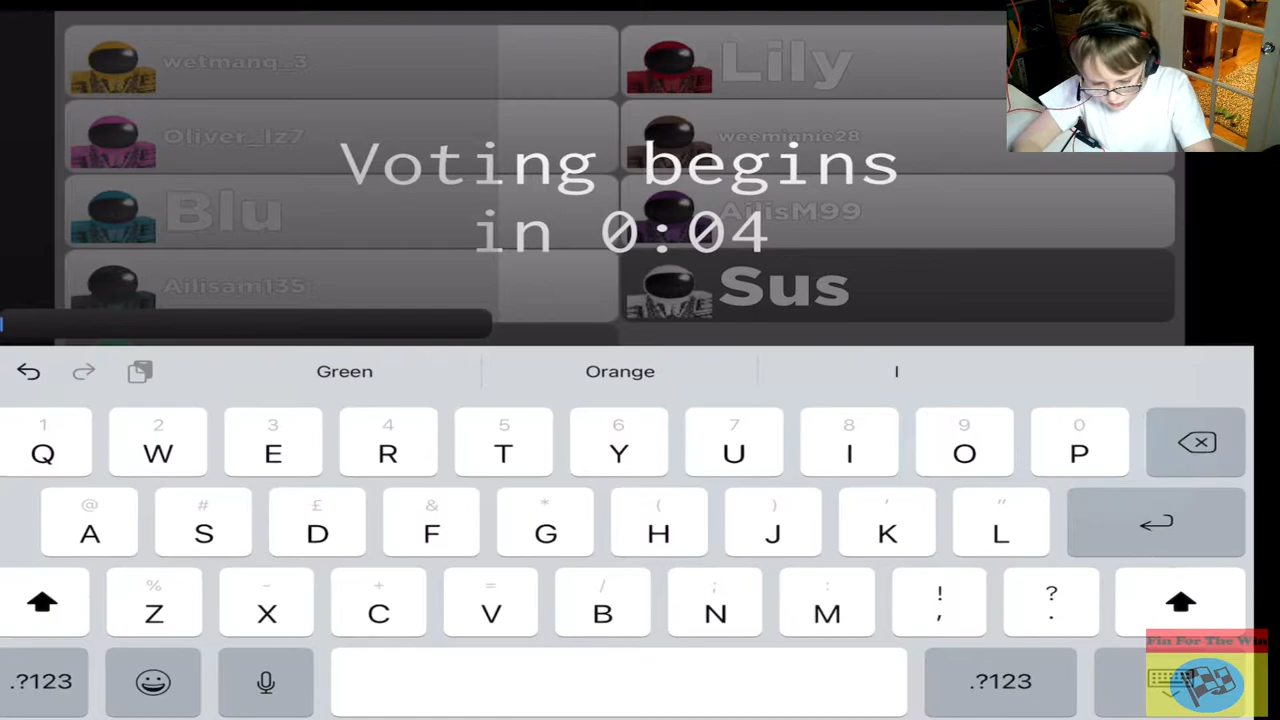 wetmanq_3
Lily
Oliver_lz7
weeminnie28
Voting begins
in 0:04
Blu
AilisM99
Ailisam135
Sus
Green
Orange
I
1 2 3 4 5 6 7 8 9 0
Q W E R T Y U I O P
@ # £ & * ( ) ' "
A S D F G H J K L
% - + = / ; : ! ?
Z X C V B N M , .
.?123
.?123
Fin For The Win